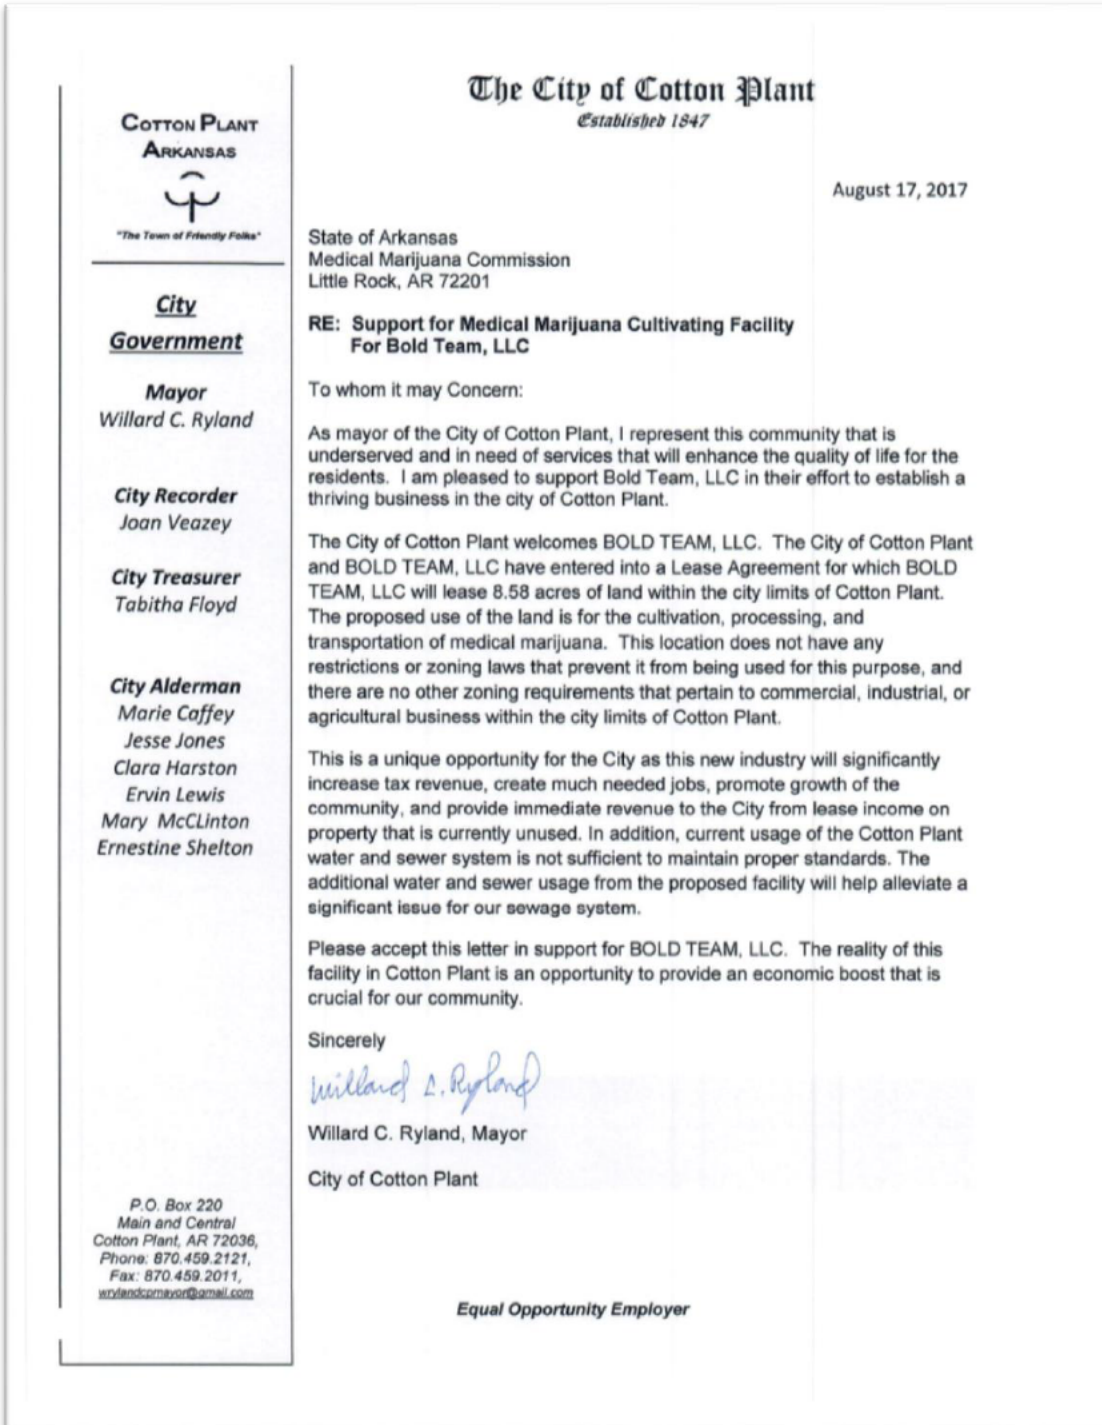 The City of Cotton Plant
Established 1847
COTTON PLANT
ARKANSAS
"The Town of Friendly Folks"
City
Government
Mayor
Willard C. Ryland
City Recorder
Joan Veazey
City Treasurer
Tabitha Floyd
City Alderman
Marie Caffey
Jesse Jones
Clara Harston
Ervin Lewis
Mary McCLinton
Ernestine Shelton
P.O. Box 220
Main and Central
Cotton Plant, AR 72036,
Phone: 870.459.2121,
Fax: 870.459.2011,
wrylandcpmayor@gmail.com
August 17, 2017
State of Arkansas
Medical Marijuana Commission
Little Rock, AR 72201
RE: Support for Medical Marijuana Cultivating Facility
For Bold Team, LLC
To whom it may Concern:
As mayor of the City of Cotton Plant, I represent this community that is
underserved and in need of services that will enhance the quality of life for the
residents. I am pleased to support Bold Team, LLC in their effort to establish a
thriving business in the city of Cotton Plant.
The City of Cotton Plant welcomes BOLD TEAM, LLC. The City of Cotton Plant
and BOLD TEAM, LLC have entered into a Lease Agreement for which BOLD
TEAM, LLC will lease 8.58 acres of land within the city limits of Cotton Plant.
The proposed use of the land is for the cultivation, processing, and
transportation of medical marijuana. This location does not have any
restrictions or zoning laws that prevent it from being used for this purpose, and
there are no other zoning requirements that pertain to commercial, industrial, or
agricultural business within the city limits of Cotton Plant.
This is a unique opportunity for the City as this new industry will significantly
increase tax revenue, create much needed jobs, promote growth of the
community, and provide immediate revenue to the City from lease income on
property that is currently unused. In addition, current usage of the Cotton Plant
water and sewer system is not sufficient to maintain proper standards. The
additional water and sewer usage from the proposed facility will help alleviate a
significant issue for our sewage system.
Please accept this letter in support for BOLD TEAM, LLC. The reality of this
facility in Cotton Plant is an opportunity to provide an economic boost that is
crucial for our community.
Sincerely
Willard C. Ryland
Willard C. Ryland, Mayor
City of Cotton Plant
Equal Opportunity Employer